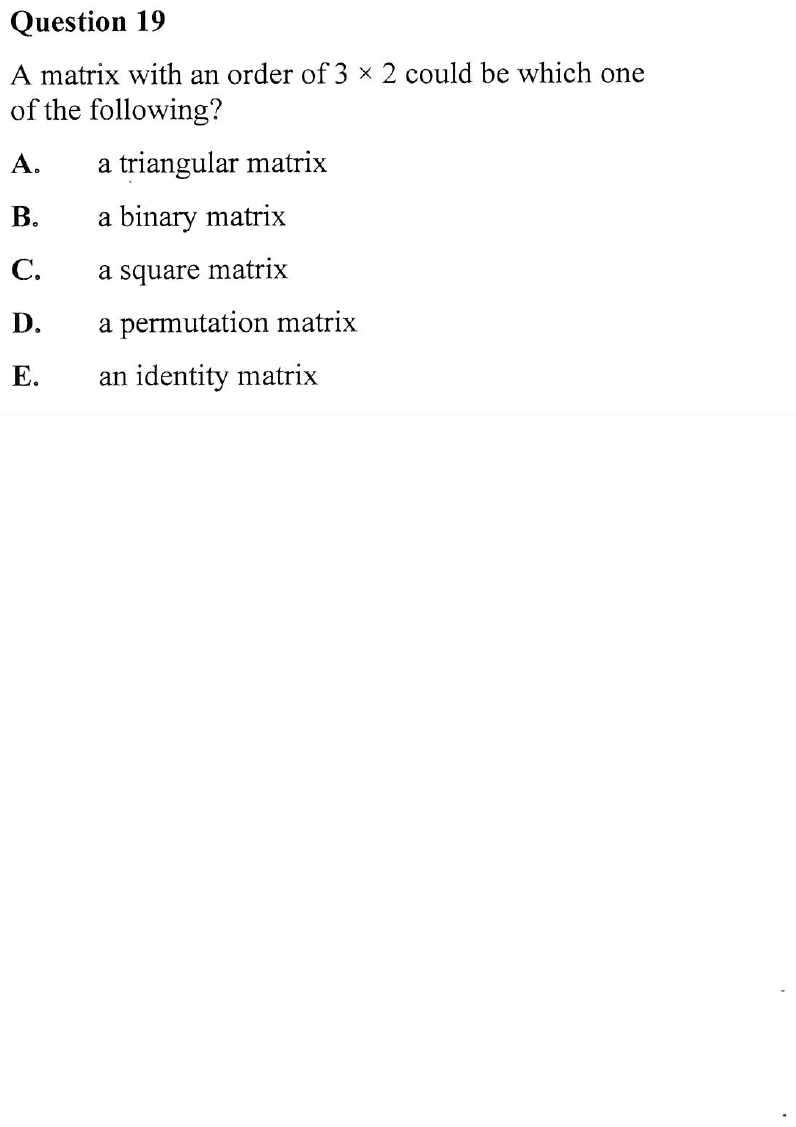 Question 19
A matrix with an order of 3 × 2 could be which one
of the following?
A. a triangular matrix
B. a binary matrix
C. a square matrix
D. a permutation matrix
E. an identity matrix